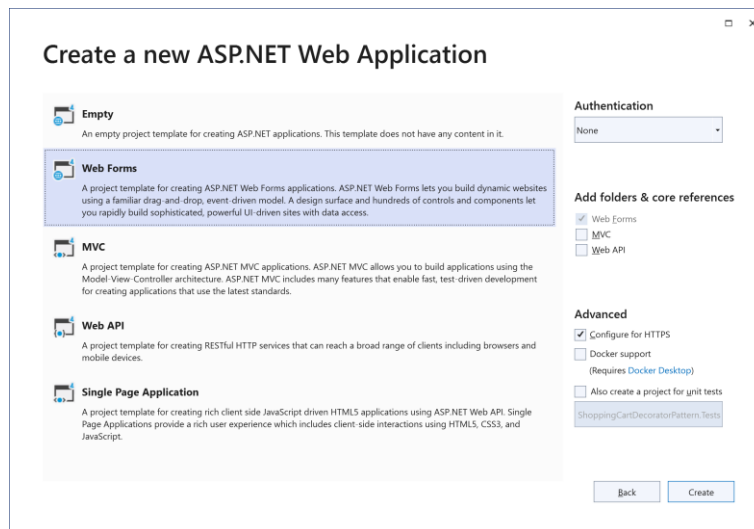 Create a new ASP.NET Web Application
Empty
An empty project template for creating ASP.NET applications. This template does not have any content in it.
Web Forms
A project template for creating ASP.NET Web Forms applications. ASP.NET Web Forms lets you build dynamic websites
using a familiar drag-and-drop, event-driven model. A design surface and hundreds of controls and components let
you rapidly build sophisticated, powerful UI-driven sites with data access.
MVC
A project template for creating ASP.NET MVC applications. ASP.NET MVC allows you to build applications using the
Model-View-Controller architecture. ASP.NET MVC includes many features that enable fast, test-driven development
for creating applications that use the latest standards.
Web API
A project template for creating RESTful HTTP services that can reach a broad range of clients including browsers and
mobile devices.
Single Page Application
A project template for creating rich client side JavaScript driven HTML5 applications using ASP.NET Web API. Single
Page Applications provide a rich user experience which includes client-side interactions using HTML5, CSS3, and
JavaScript.
Authentication
None
Add folders & core references
Web Forms
MVC
Web API
Advanced
Configure for HTTPS
Docker support
(Requires Docker Desktop)
Also create a project for unit tests
ShoppingCartDecoratorPattern.Tests
Back
Create